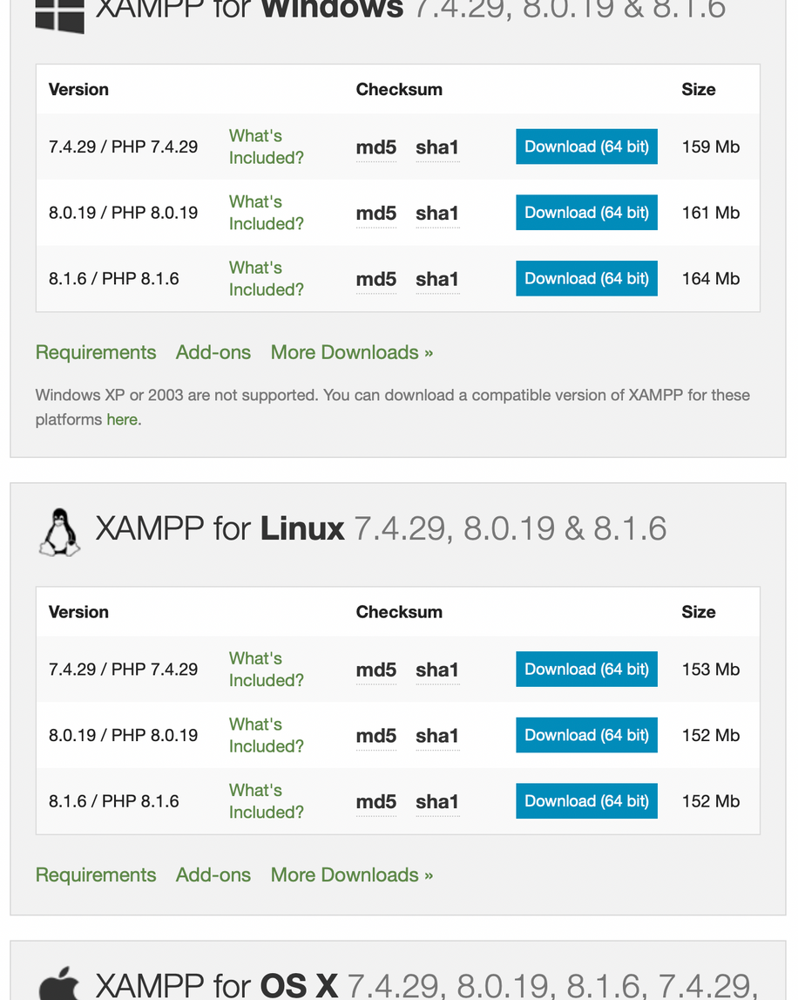 XAMPP for Windows 7.4.29, 8.0.19 & 8.1.6
Version Checksum Size
7.4.29 / PHP 7.4.29 What's Included? md5 sha1 Download (64 bit) 159 Mb
8.0.19 / PHP 8.0.19 What's Included? md5 sha1 Download (64 bit) 161 Mb
8.1.6 / PHP 8.1.6 What's Included? md5 sha1 Download (64 bit) 164 Mb
Requirements Add-ons More Downloads »
Windows XP or 2003 are not supported. You can download a compatible version of XAMPP for these
platforms here.
XAMPP for Linux 7.4.29, 8.0.19 & 8.1.6
Version Checksum Size
7.4.29 / PHP 7.4.29 What's Included? md5 sha1 Download (64 bit) 153 Mb
8.0.19 / PHP 8.0.19 What's Included? md5 sha1 Download (64 bit) 152 Mb
8.1.6 / PHP 8.1.6 What's Included? md5 sha1 Download (64 bit) 152 Mb
Requirements Add-ons More Downloads »
XAMPP for OS X 7.4.29, 8.0.19, 8.1.6, 7.4.29,